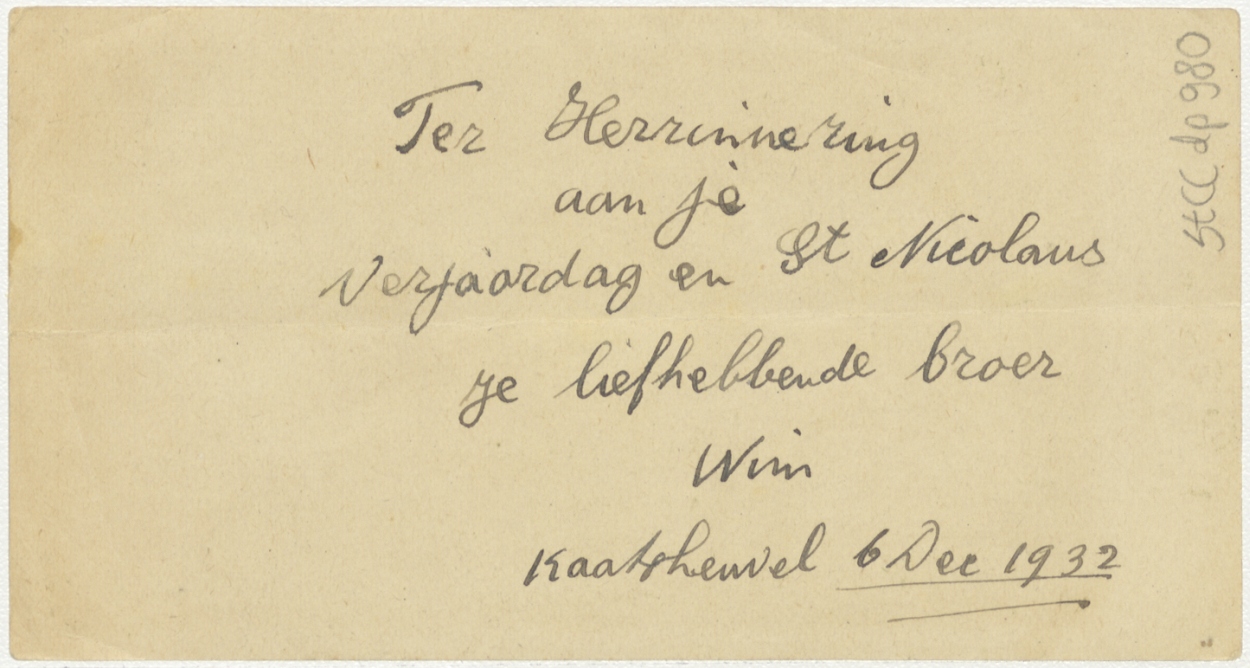 Ter Herrinnering
aan je
Verjaardag en St Nicolaus
je liefhebbende broer
Wim
Kaatsheuvel 6 Dec 1932
StCC dp 980